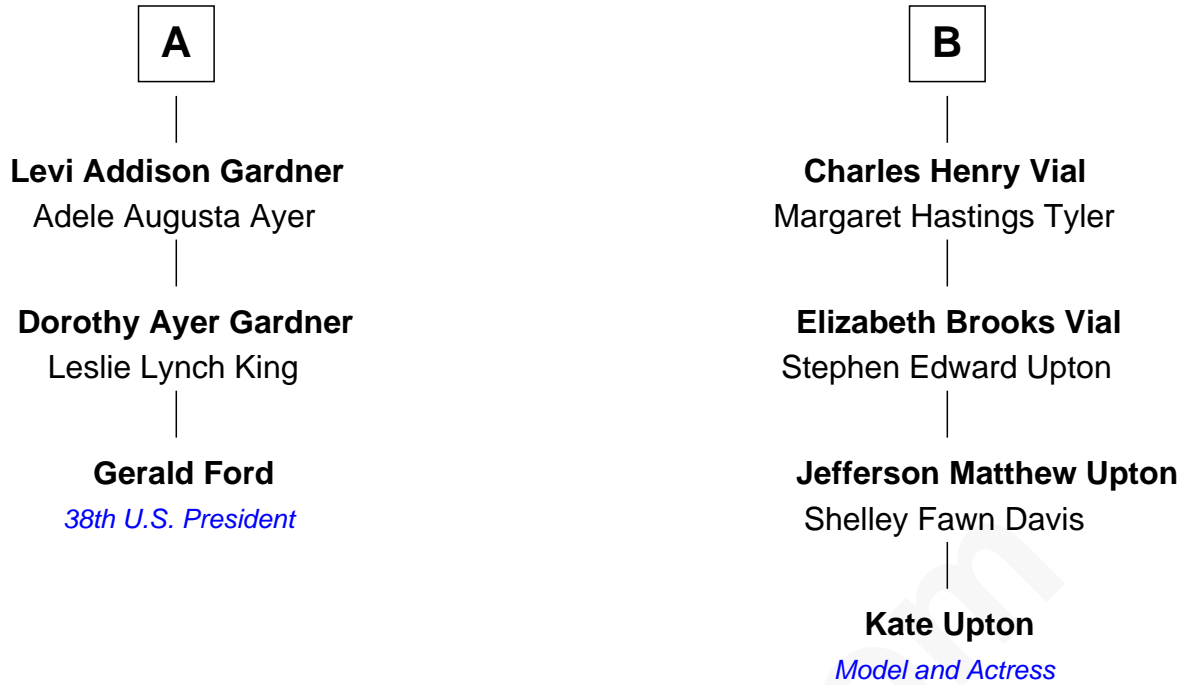 A
Levi Addison Gardner
Adele Augusta Ayer
Dorothy Ayer Gardner
Leslie Lynch King
Gerald Ford
38th U.S. President
B
Charles Henry Vial
Margaret Hastings Tyler
Elizabeth Brooks Vial
Stephen Edward Upton
Jefferson Matthew Upton
Shelley Fawn Davis
Kate Upton
Model and Actress